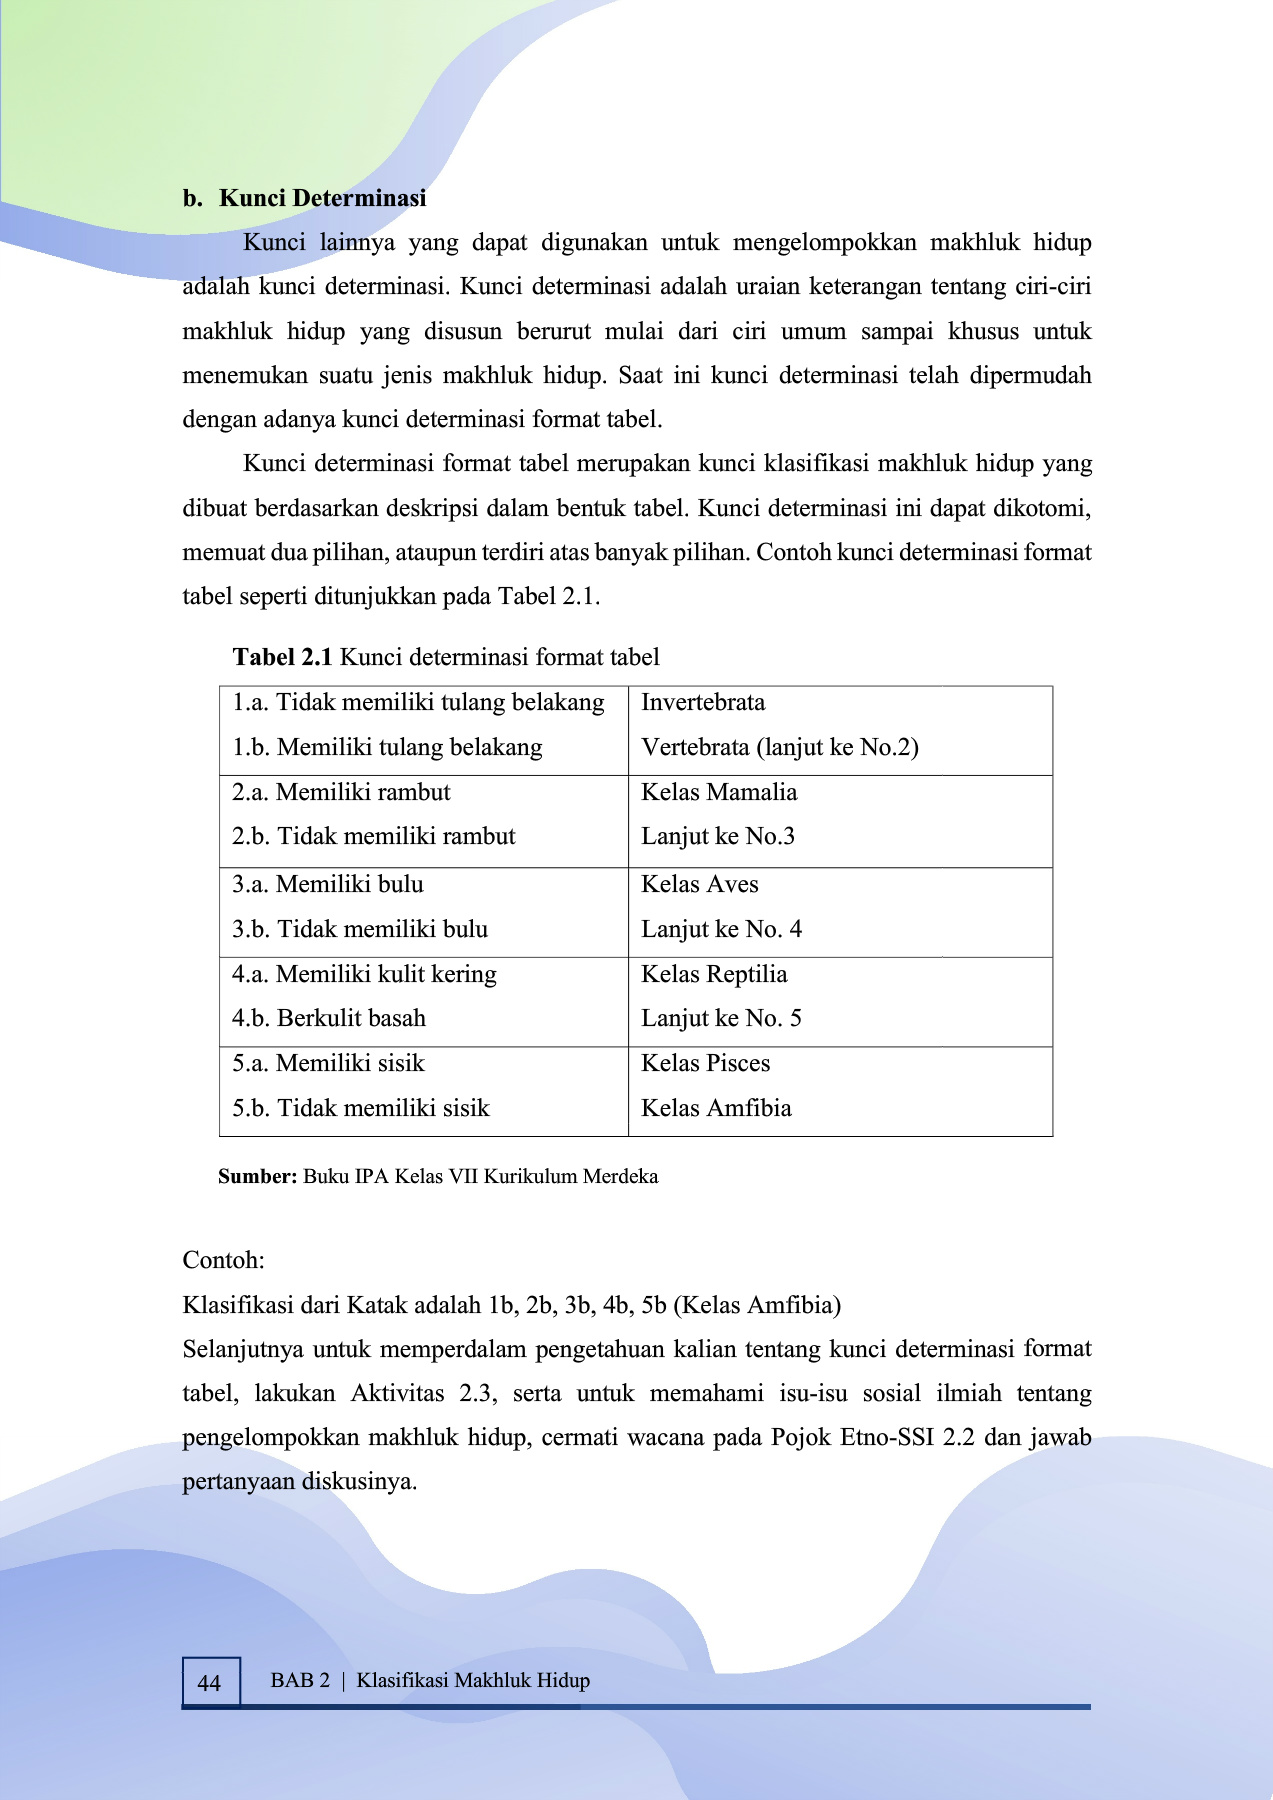 b. Kunci Determinasi
Kunci lainnya yang dapat digunakan untuk mengelompokkan makhluk hidup
adalah kunci determinasi. Kunci determinasi adalah uraian keterangan tentang ciri-ciri
makhluk hidup yang disusun berurut mulai dari ciri umum sampai khusus untuk
menemukan suatu jenis makhluk hidup. Saat ini kunci determinasi telah dipermudah
dengan adanya kunci determinasi format tabel.
Kunci determinasi format tabel merupakan kunci klasifikasi makhluk hidup yang
dibuat berdasarkan deskripsi dalam bentuk tabel. Kunci determinasi ini dapat dikotomi,
memuat dua pilihan, ataupun terdiri atas banyak pilihan. Contoh kunci determinasi format
tabel seperti ditunjukkan pada Tabel 2.1.
Tabel 2.1 Kunci determinasi format tabel
1.a. Tidak memiliki tulang belakang Invertebrata
1.b. Memiliki tulang belakang Vertebrata (lanjut ke No.2)
2.a. Memiliki rambut Kelas Mamalia
2.b. Tidak memiliki rambut Lanjut ke No.3
3.a. Memiliki bulu Kelas Aves
3.b. Tidak memiliki bulu Lanjut ke No. 4
4.a. Memiliki kulit kering Kelas Reptilia
4.b. Berkulit basah Lanjut ke No. 5
5.a. Memiliki sisik Kelas Pisces
5.b. Tidak memiliki sisik Kelas Amfibia
Sumber: Buku IPA Kelas VII Kurikulum Merdeka
Contoh:
Klasifikasi dari Katak adalah 1b, 2b, 3b, 4b, 5b (Kelas Amfibia)
Selanjutnya untuk memperdalam pengetahuan kalian tentang kunci determinasi format
tabel, lakukan Aktivitas 2.3, serta untuk memahami isu-isu sosial ilmiah tentang
pengelompokkan makhluk hidup, cermati wacana pada Pojok Etno-SSI 2.2 dan jawab
pertanyaan diskusinya.
44 BAB 2 | Klasifikasi Makhluk Hidup